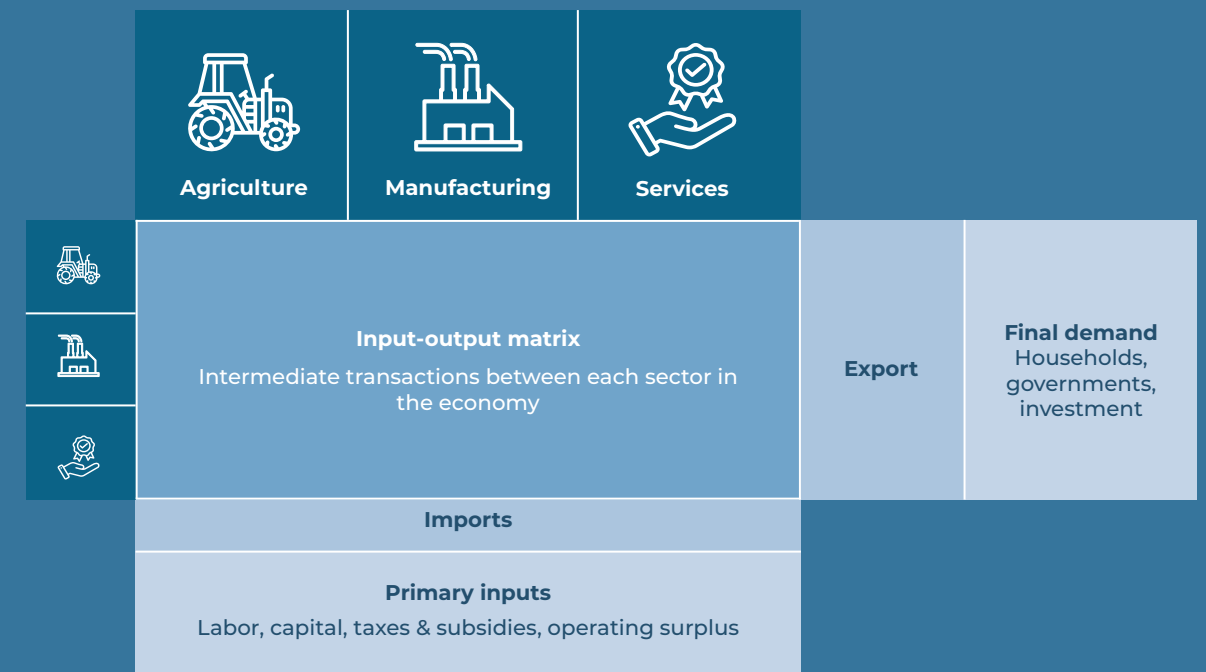 Agriculture
Manufacturing
Services
Input-output matrix
Intermediate transactions between each sector in
the economy
Export
Final demand
Households,
governments,
investment
Imports
Primary inputs
Labor, capital, taxes & subsidies, operating surplus